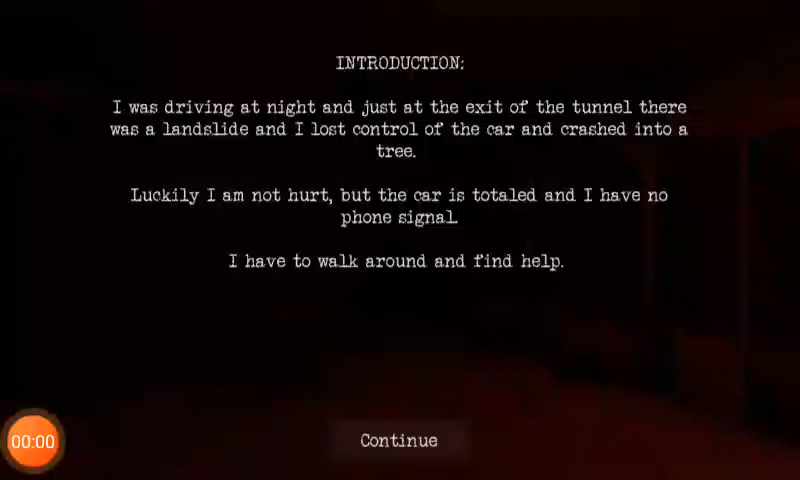 INTRODUCTION:
I was driving at night and just at the exit of the tunnel there
was a landslide and I lost control of the car and crashed into a
tree.
Luckily I am not hurt, but the car is totaled and I have no
phone signal.
I have to walk around and find help.
Continue
00:00